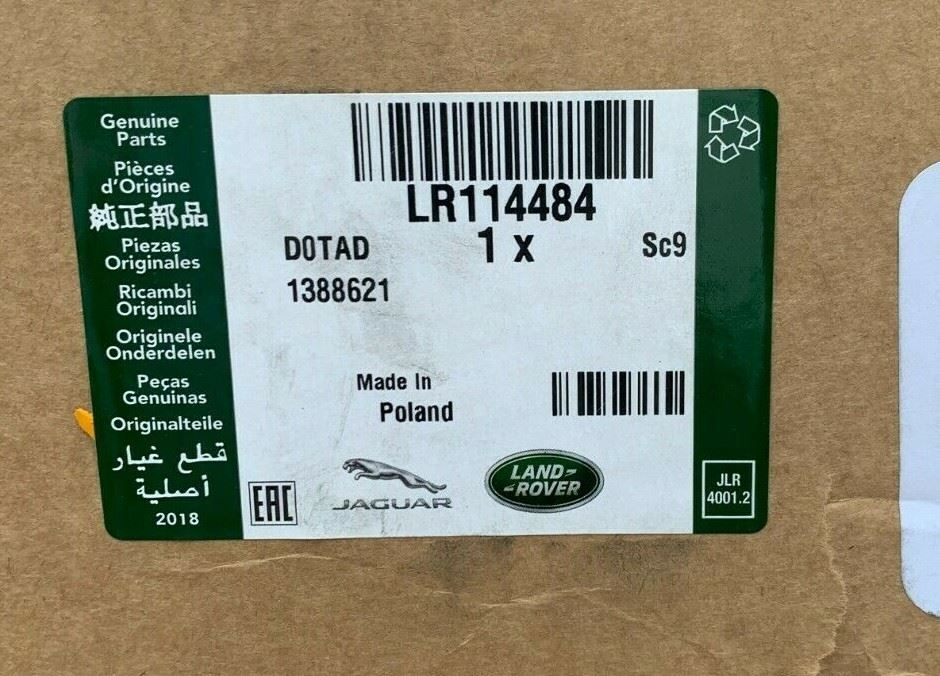 Genuine
Parts
Pièces
d'Origine
純正部品
Piezas
Originales
Ricambi
Originali
Originele
Onderdelen
Peças
Genuinas
Originalteile
قطع غيار
أصلية
2018
LR114484
DOTAD
1 x
Sc9
1388621
Made In
Poland
EAC
JAGUAR
LAND-
-ROVER
JLR
4001.2